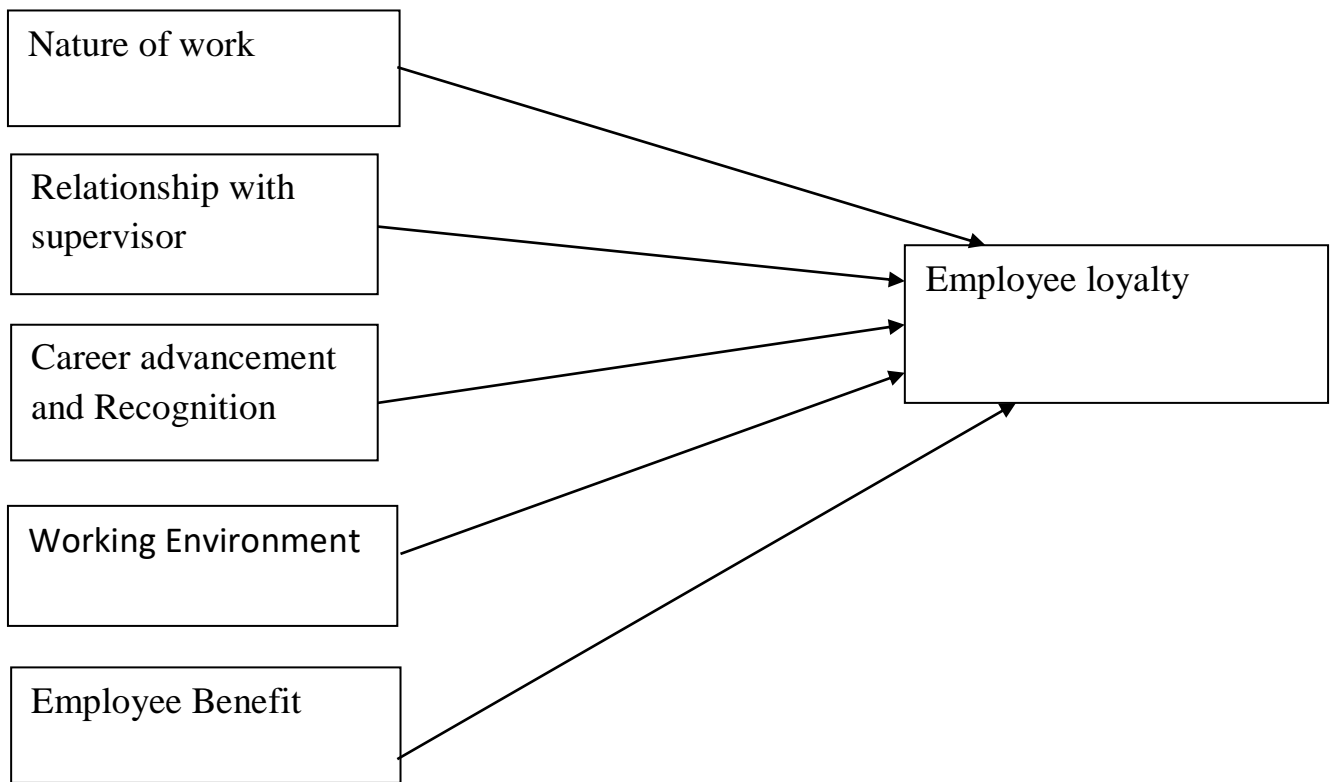 Nature of work
Relationship with
supervisor
Career advancement
and Recognition
Working Environment
Employee Benefit
Employee loyalty